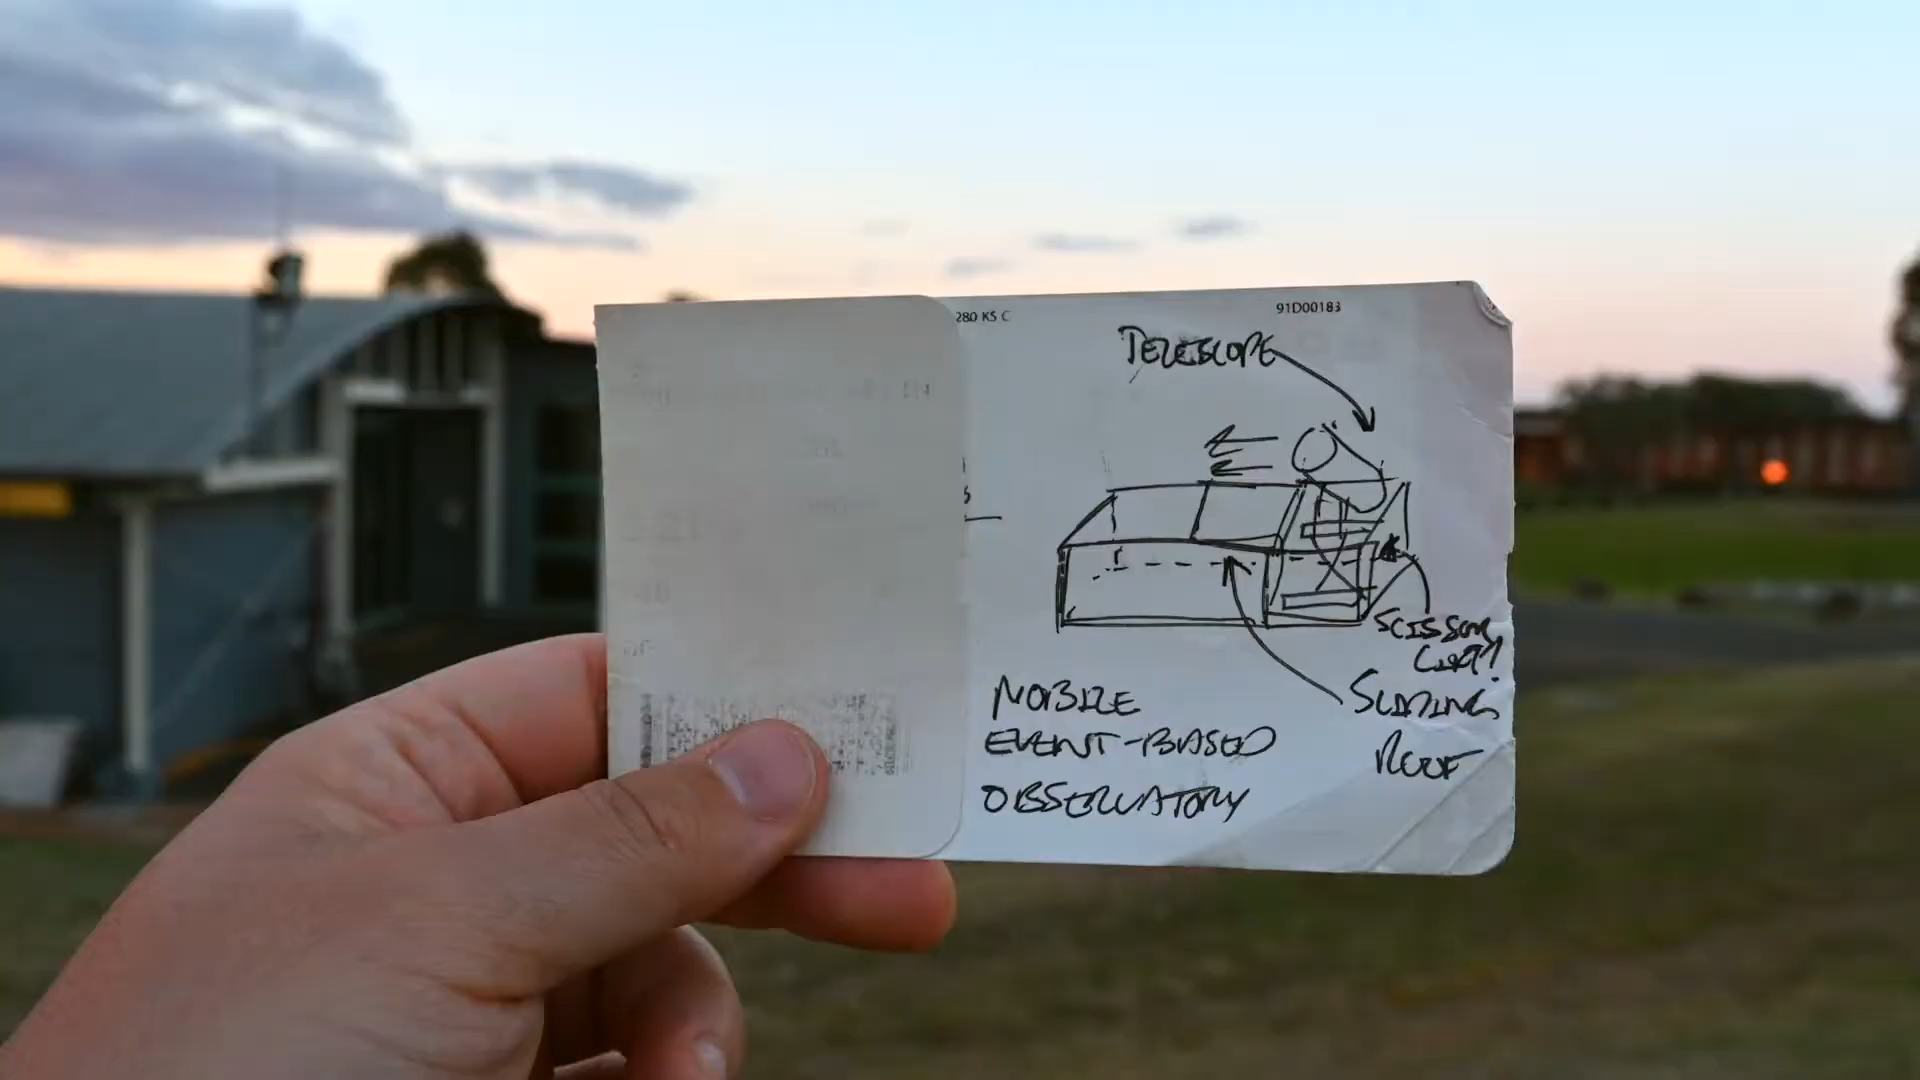 280 KS C
91D00183
TELESCOPE
SCISSOR
LIFT!
SLIDING
ROOF
MOBILE
EVENT-BASED
OBSERVATORY